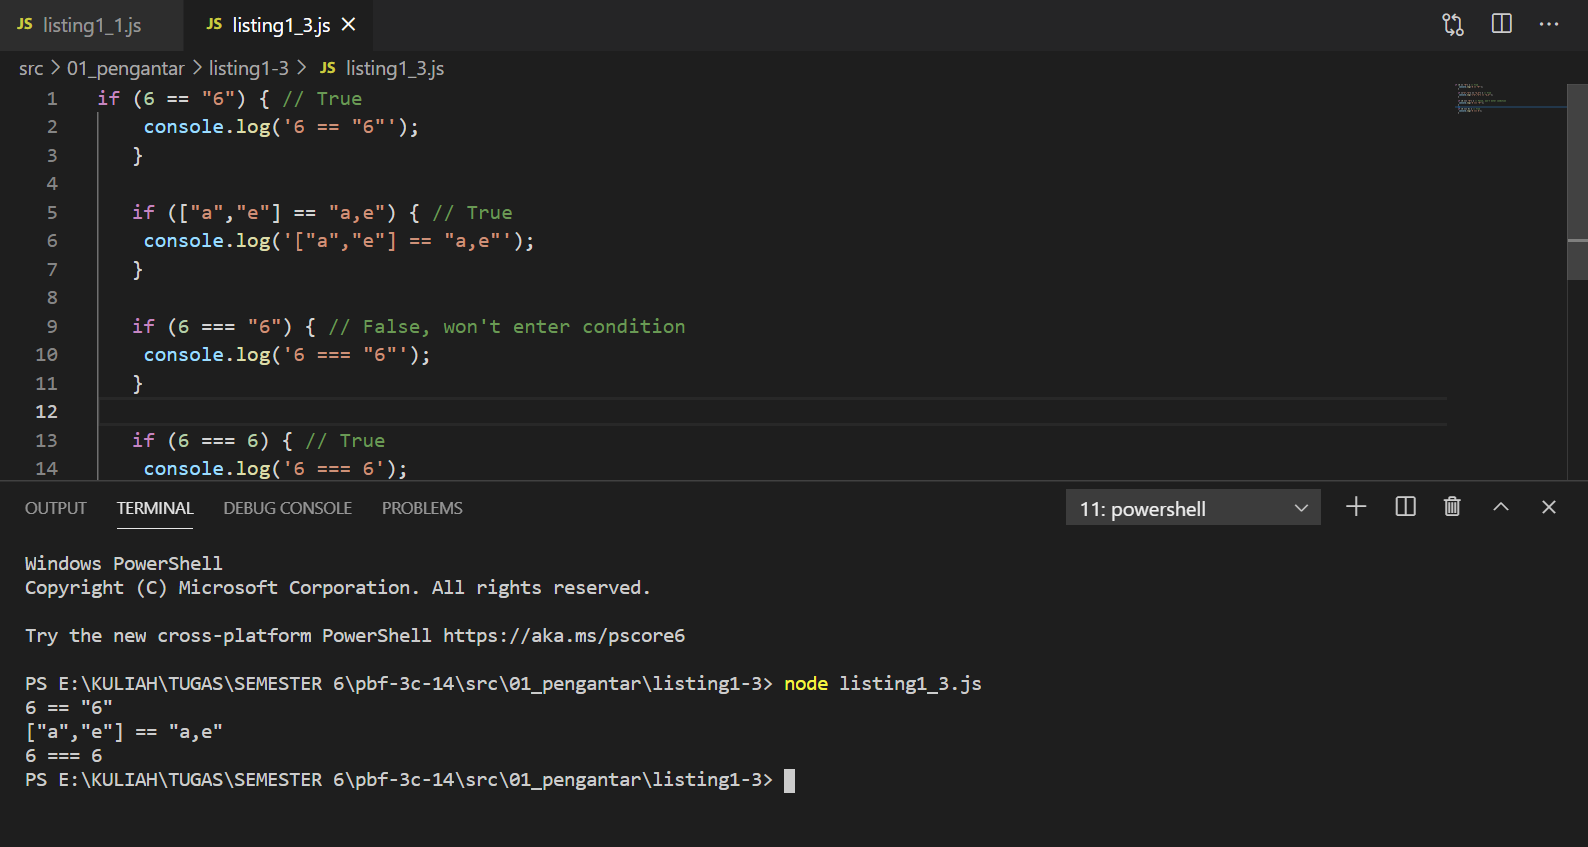 JS listing1_1.js JS listing1_3.js
src > 01_pengantar > listing1-3 > JS listing1_3.js
1 if (6 == "6") { // True
2 console.log('6 == "6"');
3 }
4
5 if (["a","e"] == "a,e") { // True
6 console.log('["a","e"] == "a,e"');
7 }
8
9 if (6 === "6") { // False, won't enter condition
10 console.log('6 === "6"');
11 }
12
13 if (6 === 6) { // True
14 console.log('6 === 6');
OUTPUT TERMINAL DEBUG CONSOLE PROBLEMS 11: powershell
Windows PowerShell
Copyright (C) Microsoft Corporation. All rights reserved.
Try the new cross-platform PowerShell https://aka.ms/pscore6
PS E:\KULIAH\TUGAS\SEMESTER 6\pbf-3c-14\src\01_pengantar\listing1-3> node listing1_3.js
6 == "6"
["a","e"] == "a,e"
6 === 6
PS E:\KULIAH\TUGAS\SEMESTER 6\pbf-3c-14\src\01_pengantar\listing1-3>